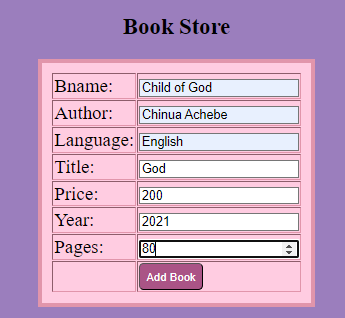 Book Store
Bname: Child of God
Author: Chinua Achebe
Language: English
Title: God
Price: 200
Year: 2021
Pages: 80
Add Book